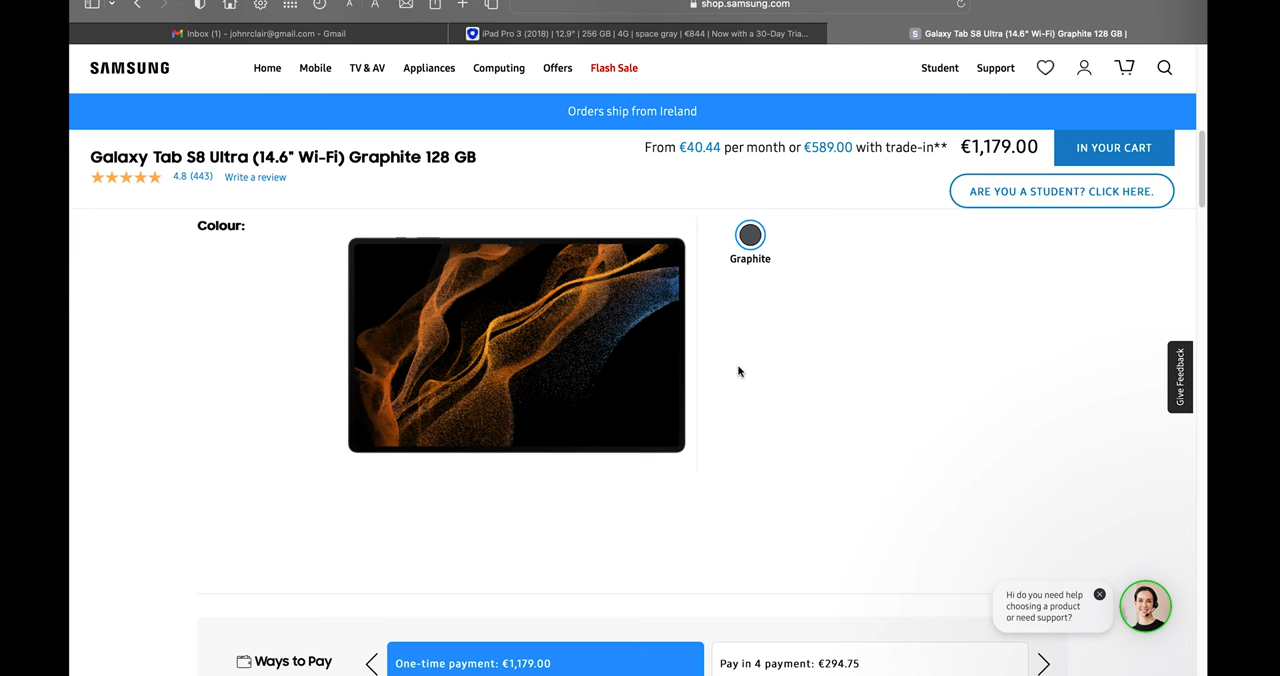 shop.samsung.com
Inbox (1) - johnrclair@gmail.com - Gmail
iPad Pro 3 (2018) | 12.9" | 256 GB | 4G | space gray | €844 | Now with a 30-Day Tria...
S Galaxy Tab S8 Ultra (14.6" Wi-Fi) Graphite 128 GB |
SAMSUNG
Home Mobile TV & AV Appliances Computing Offers Flash Sale Student Support
Orders ship from Ireland
Galaxy Tab S8 Ultra (14.6" Wi-Fi) Graphite 128 GB
From €40.44 per month or €589.00 with trade-in** €1,179.00 IN YOUR CART
4.8 (443) Write a review
ARE YOU A STUDENT? CLICK HERE.
Colour:
Graphite
Give Feedback
Hi do you need help
choosing a product
or need support?
Ways to Pay
One-time payment: €1,179.00
Pay in 4 payment: €294.75